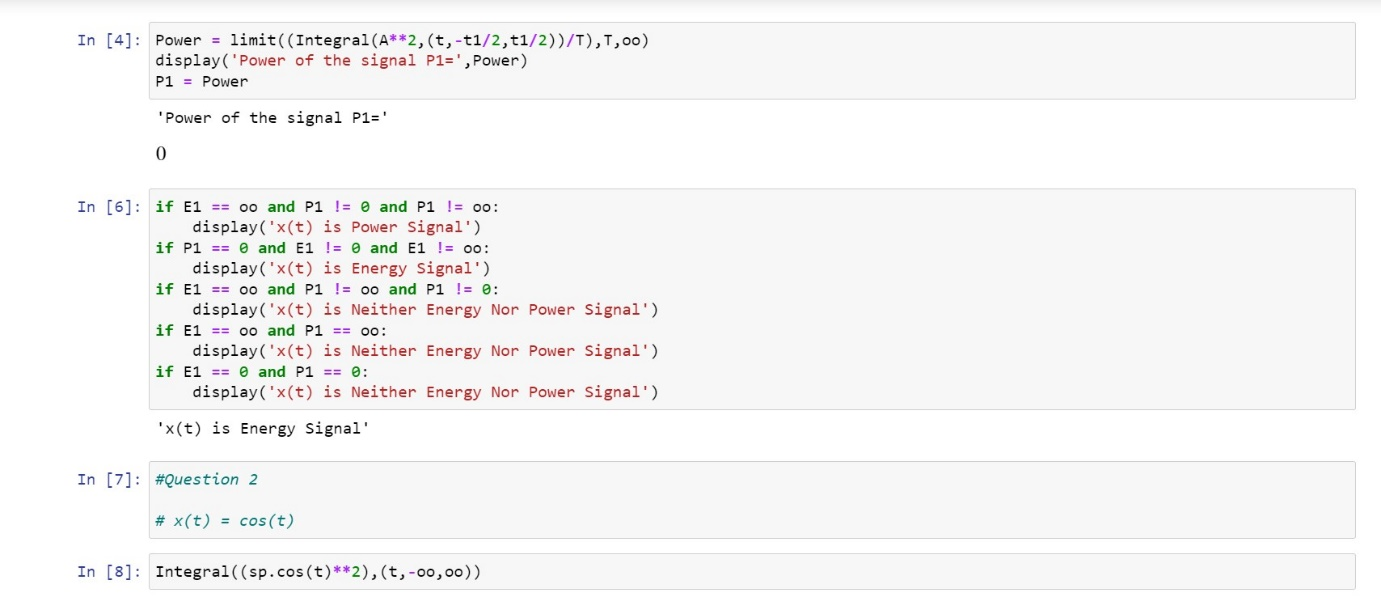 In [4]: Power = limit((Integral(A**2,(t,-t1/2,t1/2))/T),T,oo)
display('Power of the signal P1=',Power)
P1 = Power
'Power of the signal P1='
0
In [6]: if E1 == oo and P1 != 0 and P1 != oo:
    display('x(t) is Power Signal')
if P1 == 0 and E1 != 0 and E1 != oo:
    display('x(t) is Energy Signal')
if E1 == oo and P1 != oo and P1 != 0:
    display('x(t) is Neither Energy Nor Power Signal')
if E1 == oo and P1 == oo:
    display('x(t) is Neither Energy Nor Power Signal')
if E1 == 0 and P1 == 0:
    display('x(t) is Neither Energy Nor Power Signal')
'x(t) is Energy Signal'
In [7]: #Question 2
# x(t) = cos(t)
In [8]: Integral((sp.cos(t)**2),(t,-oo,oo))